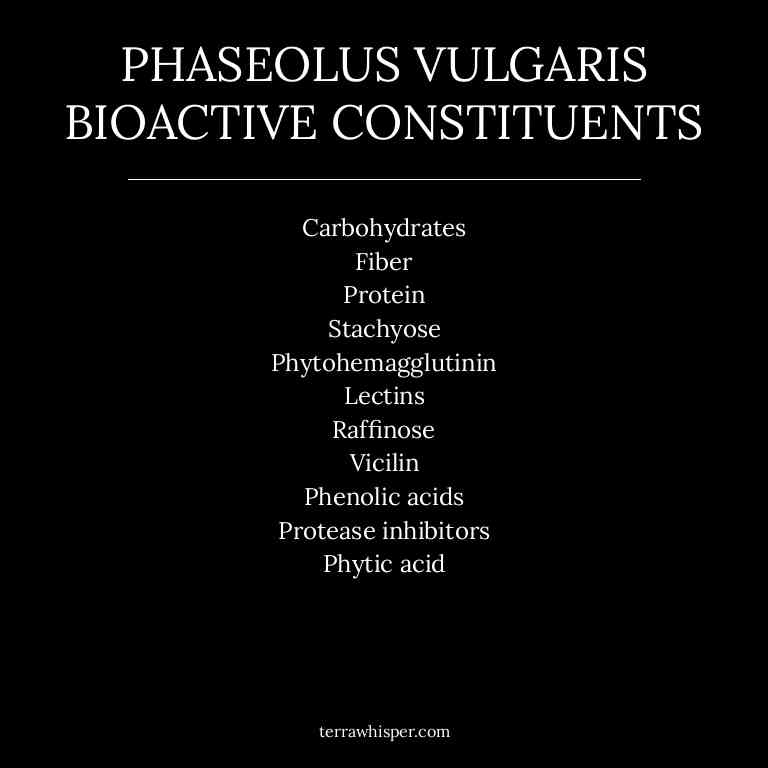 PHASEOLUS VULGARIS
BIOACTIVE CONSTITUENTS
Carbohydrates
Fiber
Protein
Stachyose
Phytohemagglutinin
Lectins
Raffinose
Vicilin
Phenolic acids
Protease inhibitors
Phytic acid
terrawhisper.com